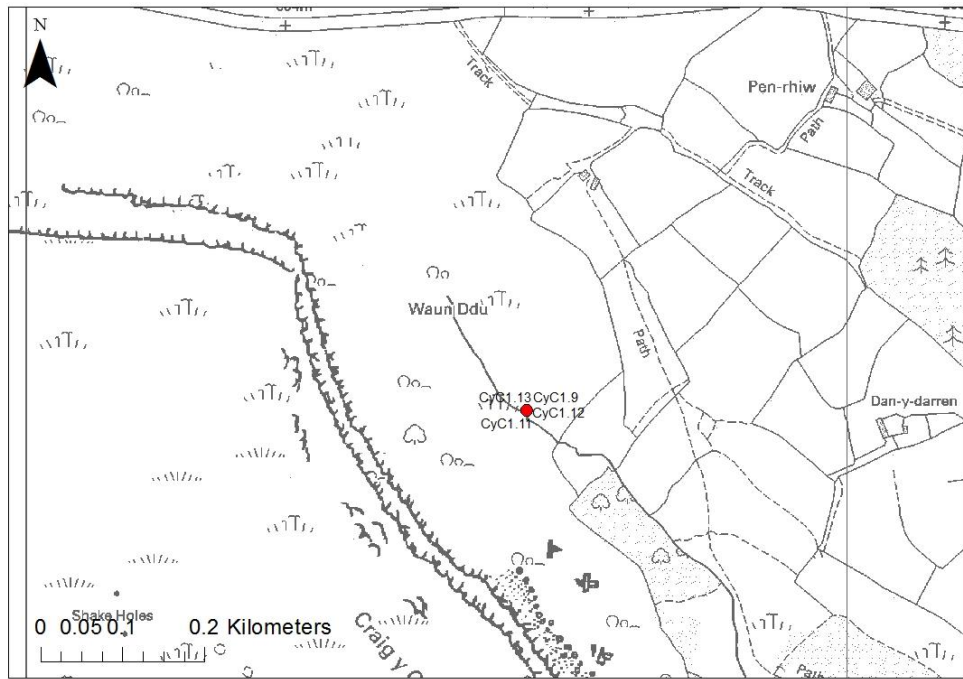 N
Track
Pen-rhiw
Path
Track
Waun Ddu
Path
CyC1.13 CyC1.9
CyC1.12
CyC1.11
Dan-y-darren
Shake Holes
0 0.05 0.1 0.2 Kilometers
Craig y
Path